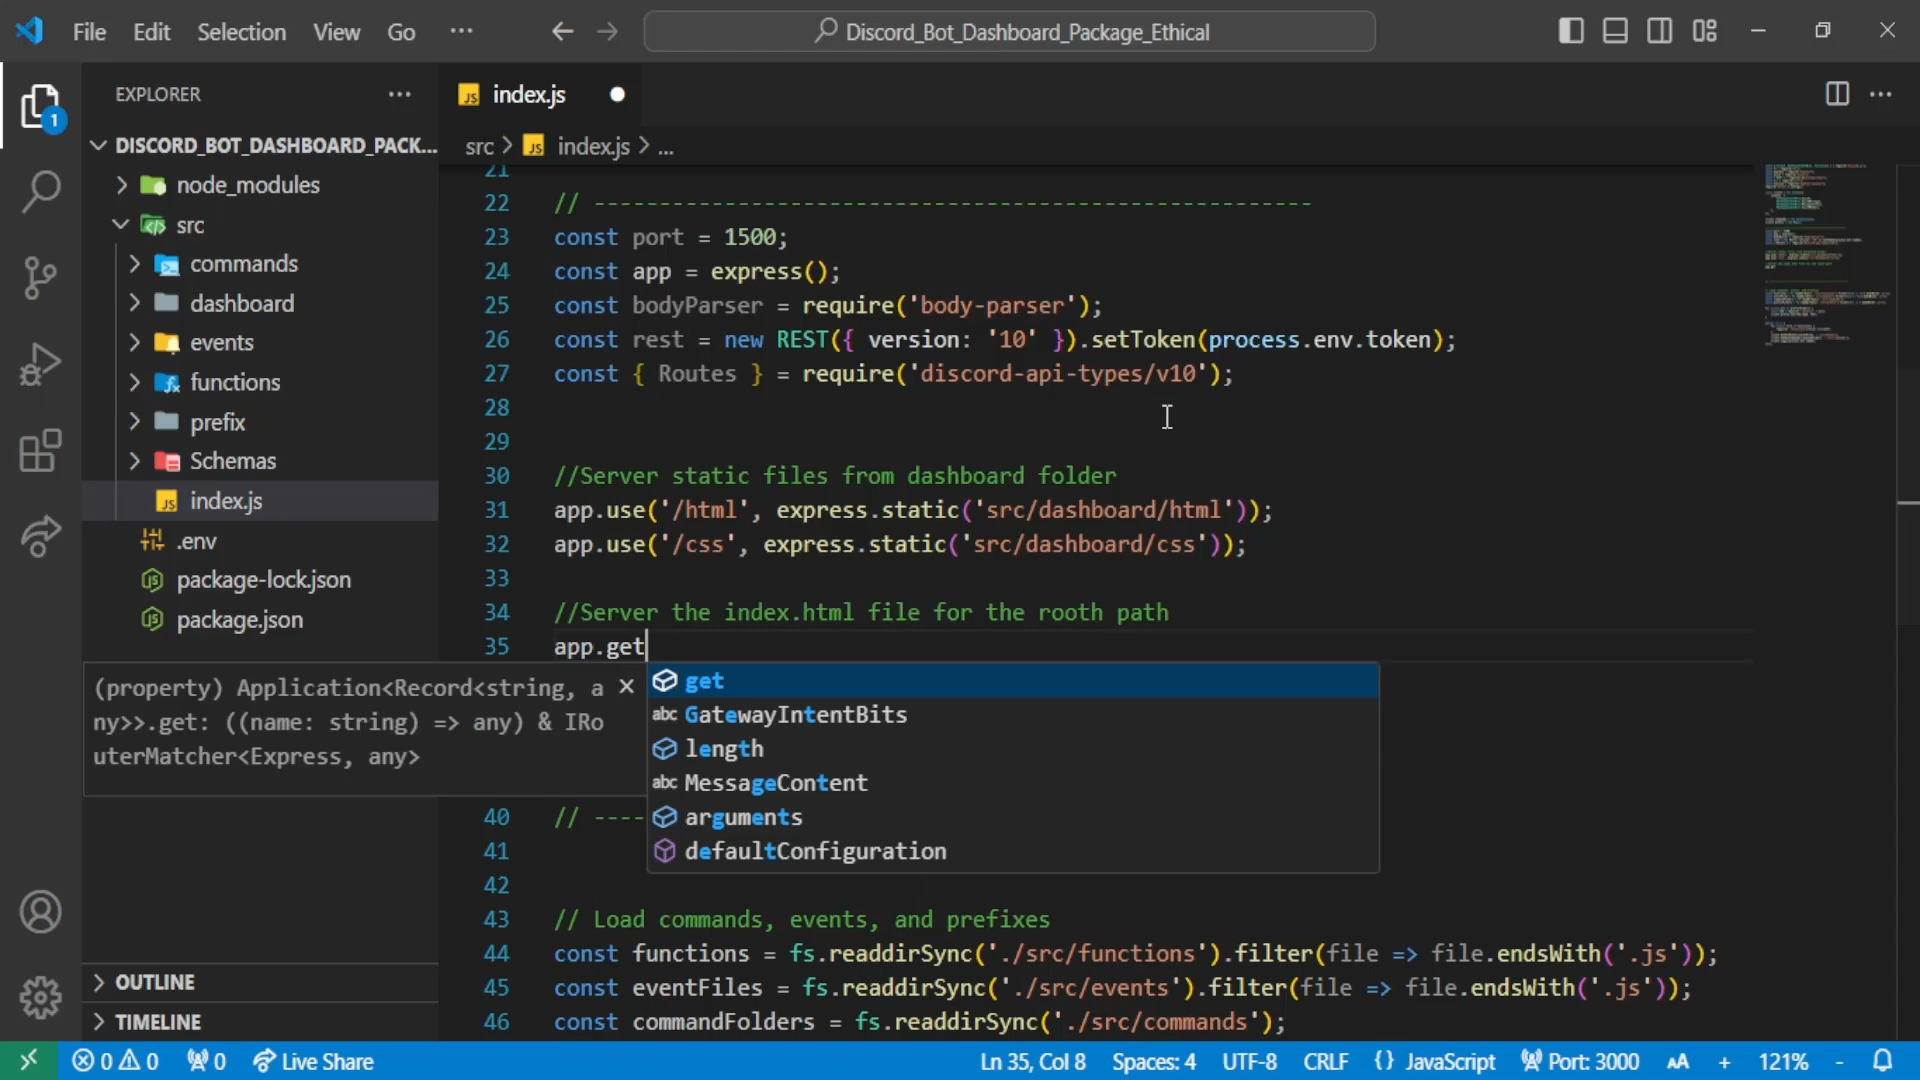 File Edit Selection View Go ··· Discord_Bot_Dashboard_Package_Ethical
EXPLORER ···
1
DISCORD_BOT_DASHBOARD_PACK...
node_modules
src
commands
dashboard
events
functions
prefix
Schemas
JS index.js
.env
package-lock.json
package.json
OUTLINE
TIMELINE
JS index.js
src > JS index.js > ...
21
22 // -------------------------------------------------------
23 const port = 1500;
24 const app = express();
25 const bodyParser = require('body-parser');
26 const rest = new REST({ version: '10' }).setToken(process.env.token);
27 const { Routes } = require('discord-api-types/v10');
28
29
30 //Server static files from dashboard folder
31 app.use('/html', express.static('src/dashboard/html'));
32 app.use('/css', express.static('src/dashboard/css'));
33
34 //Server the index.html file for the rooth path
35 app.get
(property) Application<Record<string, a
ny>>.get: ((name: string) => any) & IRo
uterMatcher<Express, any>
get
abc GatewayIntentBits
length
abc MessageContent
arguments
defaultConfiguration
40 // ----
41
42
43 // Load commands, events, and prefixes
44 const functions = fs.readdirSync('./src/functions').filter(file => file.endsWith('.js'));
45 const eventFiles = fs.readdirSync('./src/events').filter(file => file.endsWith('.js'));
46 const commandFolders = fs.readdirSync('./src/commands');
0 0 0 Live Share Ln 35, Col 8 Spaces: 4 UTF-8 CRLF {} JavaScript Port: 3000 AA + 121% -